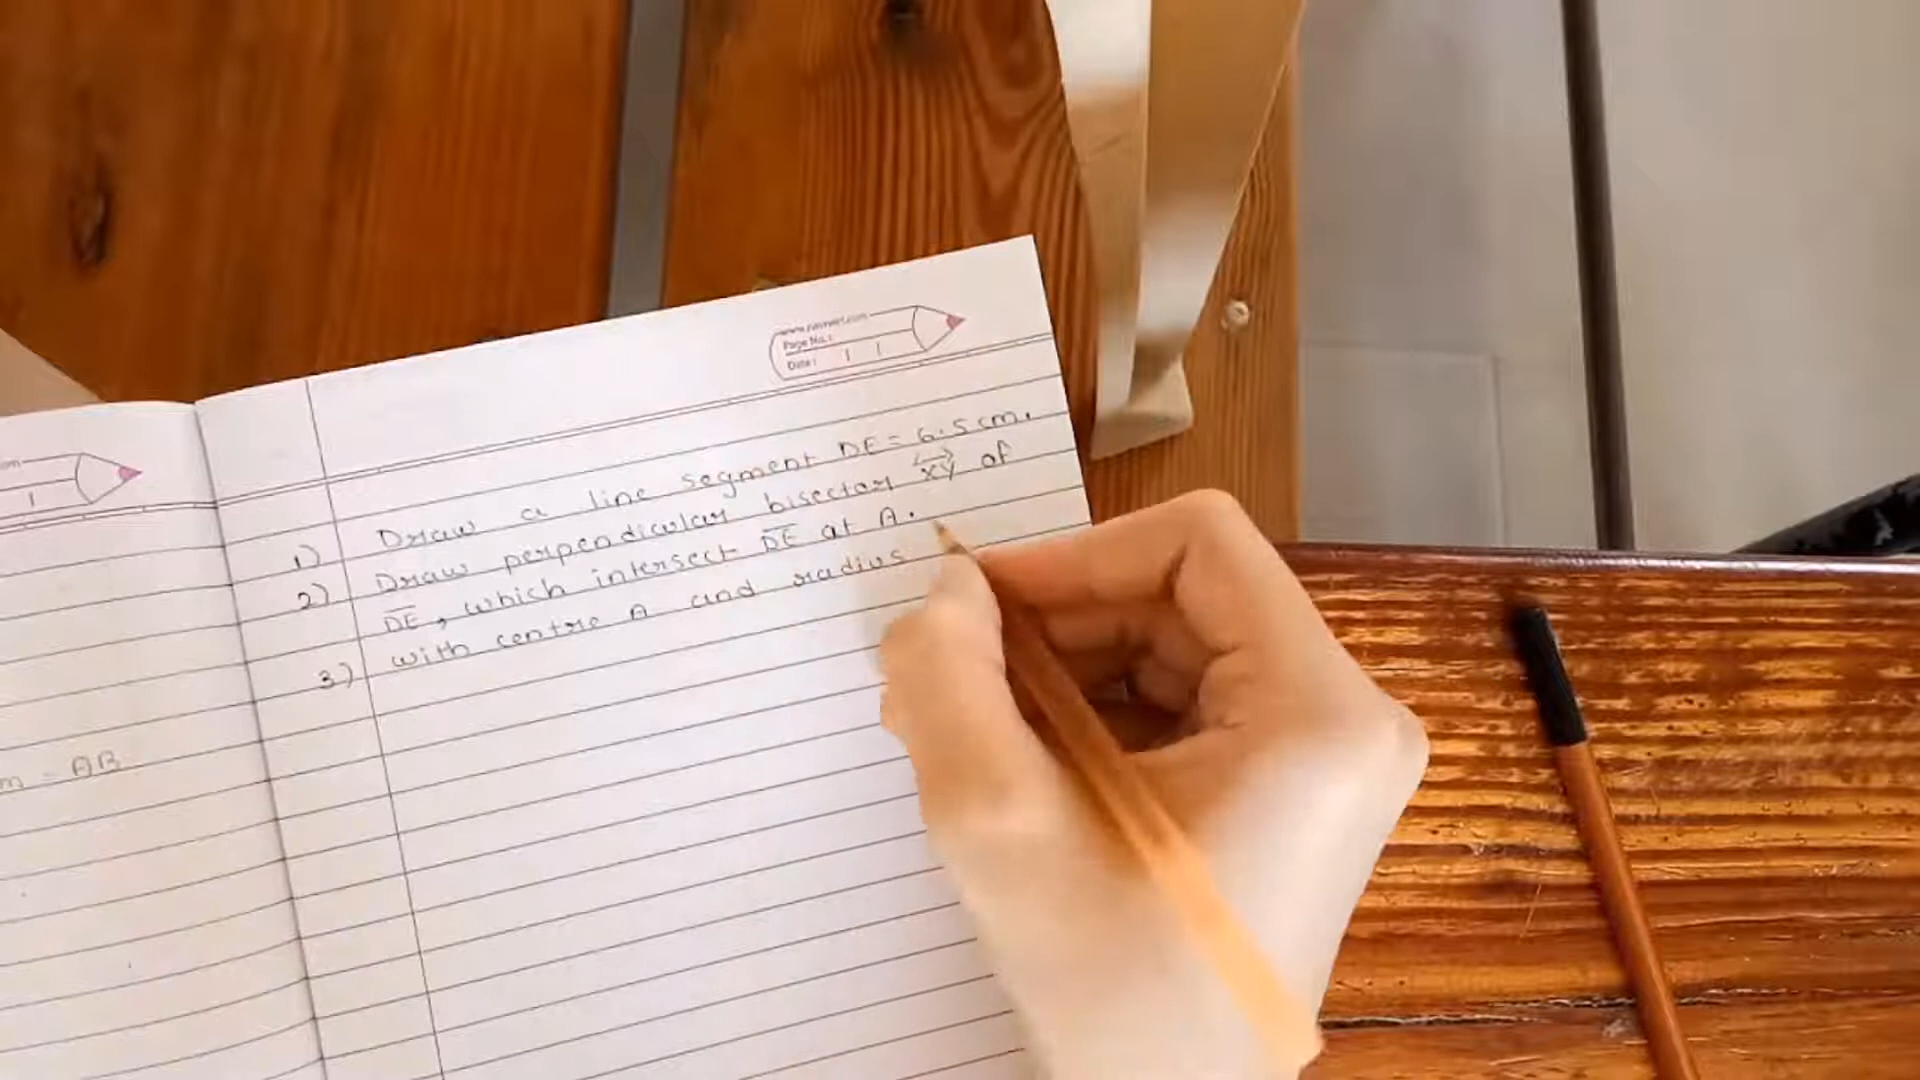 Page No.:
Date:
m = AB
1) Draw a line segment DE = 6.5 cm.
2) Draw perpendicular bisector XY of
DE, which intersect DE at A.
3) with centre A and radius